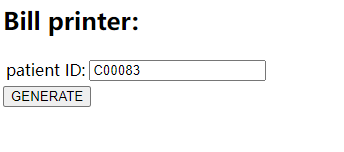 Bill printer:
patient ID: C00083
GENERATE